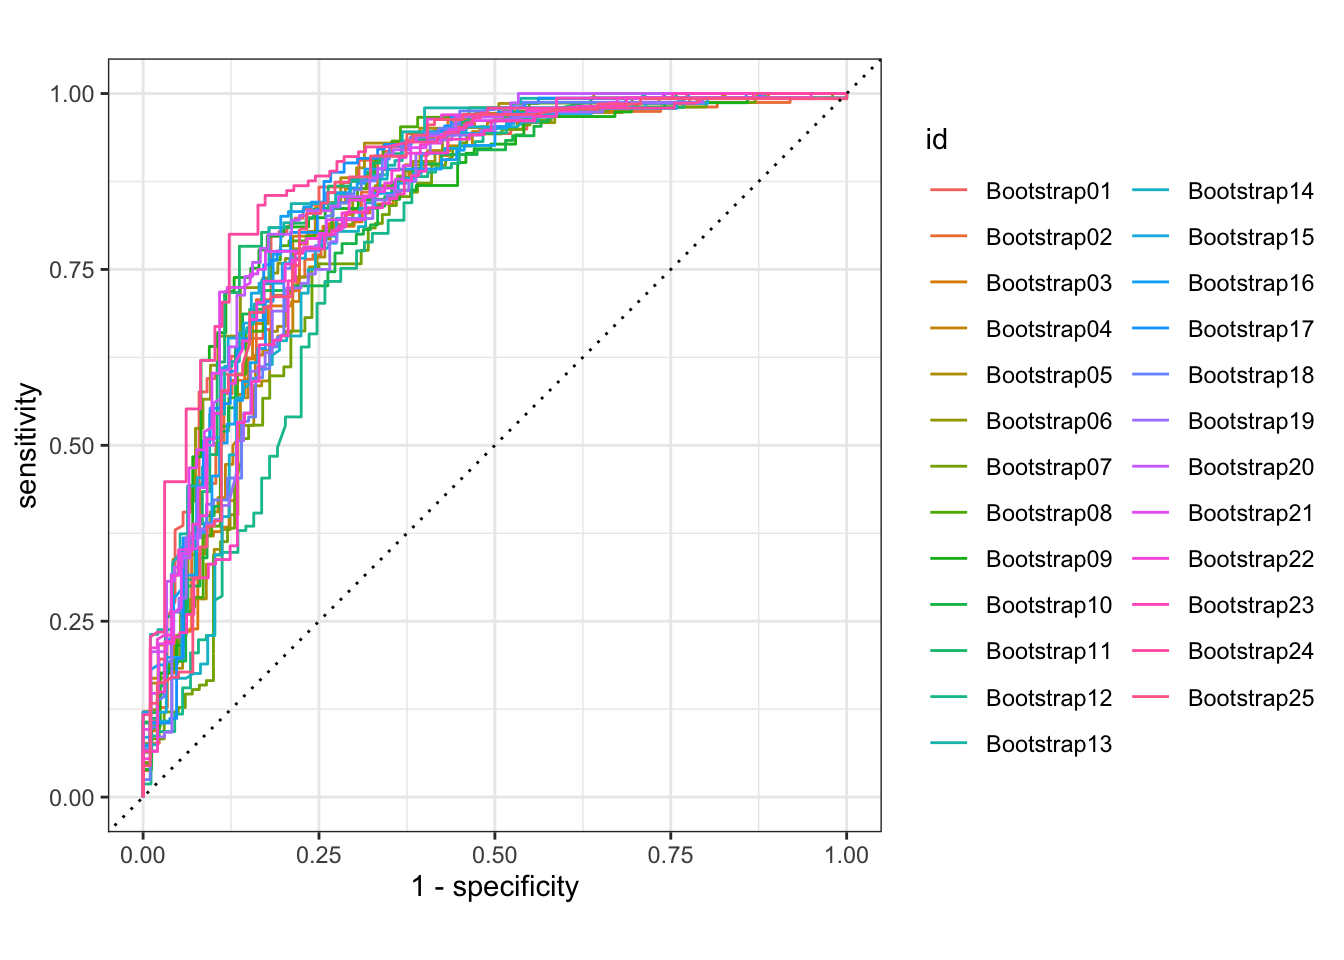 1.00
0.75
0.50
0.25
0.00
sensitivity
0.00 0.25 0.50 0.75 1.00
1 - specificity
id
Bootstrap01
Bootstrap02
Bootstrap03
Bootstrap04
Bootstrap05
Bootstrap06
Bootstrap07
Bootstrap08
Bootstrap09
Bootstrap10
Bootstrap11
Bootstrap12
Bootstrap13
Bootstrap14
Bootstrap15
Bootstrap16
Bootstrap17
Bootstrap18
Bootstrap19
Bootstrap20
Bootstrap21
Bootstrap22
Bootstrap23
Bootstrap24
Bootstrap25